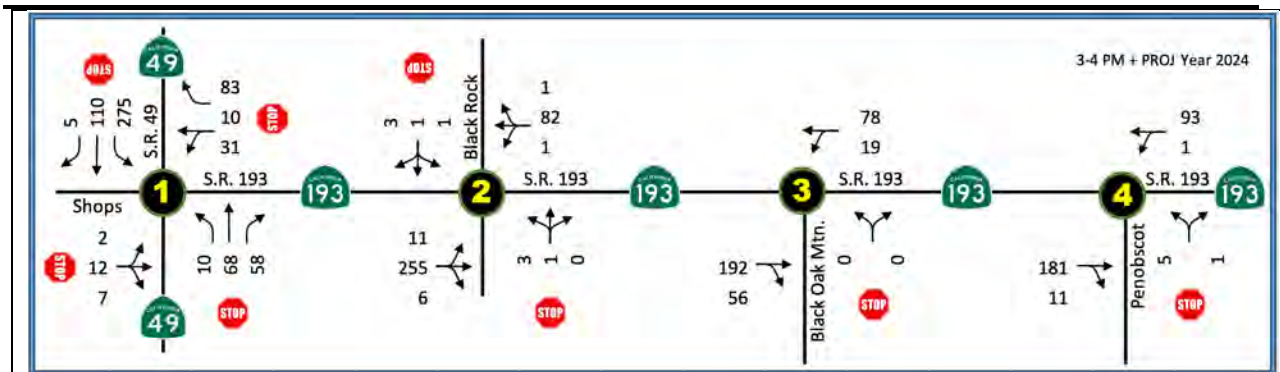 3-4 PM + PROJ Year 2024
STOP
CALIFORNIA
49
5
110
275
S.R. 49
83
10
31
STOP
1
S.R. 193
193
Shops
2
12
7
STOP
10
68
58
STOP
49
STOP
3
1
1
Black Rock
1
82
1
2
S.R. 193
193
11
255
6
3
1
0
STOP
78
19
3
S.R. 193
193
192
56
Black Oak Mtn.
0
0
STOP
93
1
4
S.R. 193
193
181
11
Penobscot
5
1
STOP